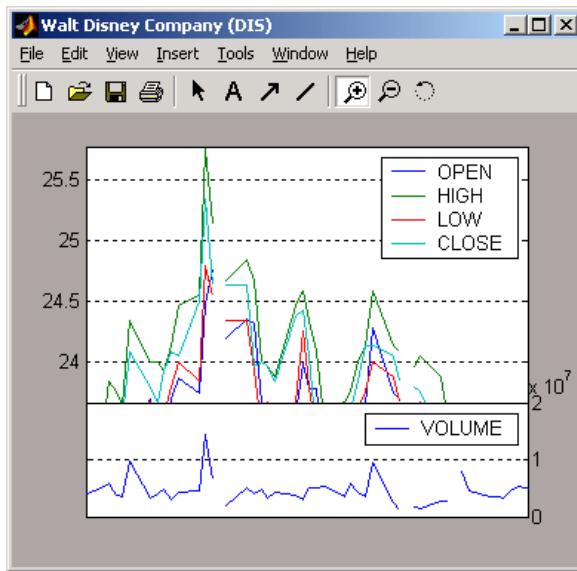 Walt Disney Company (DIS)
File Edit View Insert Tools Window Help
A
25.5
25
24.5
24
OPEN
HIGH
LOW
CLOSE
x 10^7
2
1
0
VOLUME